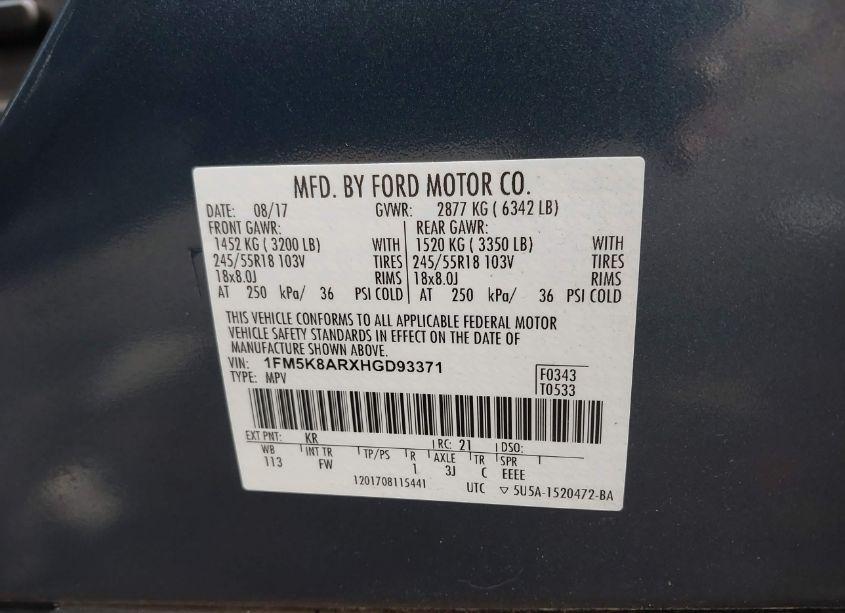 MFD. BY FORD MOTOR CO.
DATE: 08/17 GVWR: 2877 KG ( 6342 LB)
FRONT GAWR: REAR GAWR:
1452 KG ( 3200 LB) WITH 1520 KG ( 3350 LB) WITH
245/55R18 103V TIRES 245/55R18 103V TIRES
18x8.0J RIMS 18x8.0J RIMS
AT 250 kPa/ 36 PSI COLD AT 250 kPa/ 36 PSI COLD
THIS VEHICLE CONFORMS TO ALL APPLICABLE FEDERAL MOTOR
VEHICLE SAFETY STANDARDS IN EFFECT ON THE DATE OF
MANUFACTURE SHOWN ABOVE.
VIN: 1FM5K8ARXHGD93371 F0343
TYPE: MPV T0533
EXT PNT: KR RC: 21 DSO:
WB INT TR TP/PS R AXLE TR SPR
113 FW 1 3J C EEEE
1201708115441 UTC ▽ 5U5A-1520472-BA